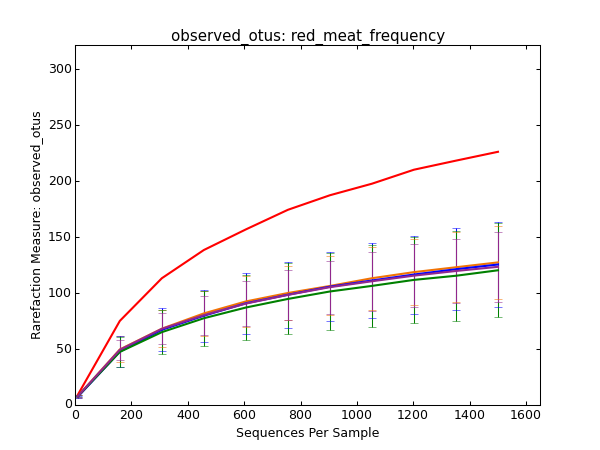 observed_otus: red_meat_frequency
300
250
200
150
100
50
0
Rarefaction Measure: observed_otus
0 200 400 600 800 1000 1200 1400 1600
Sequences Per Sample